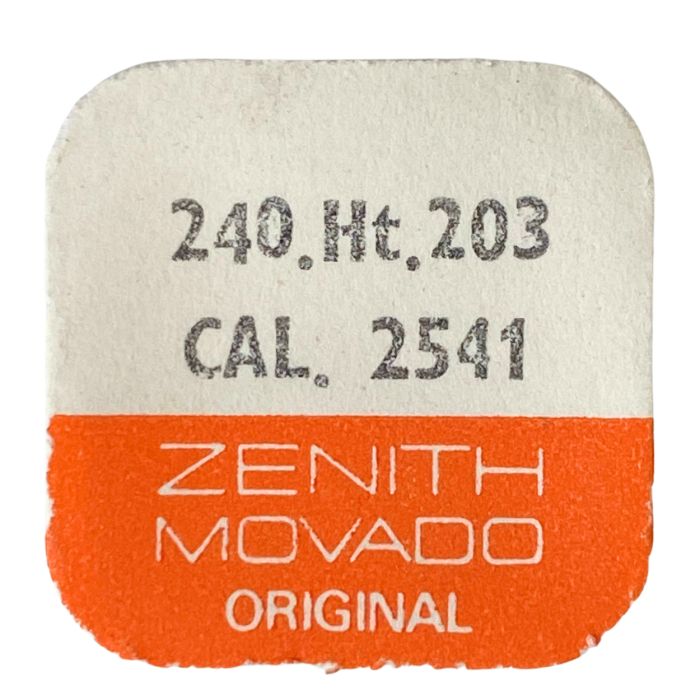 240.Ht.203
CAL. 2541
ZENITH
MOVADO
ORIGINAL